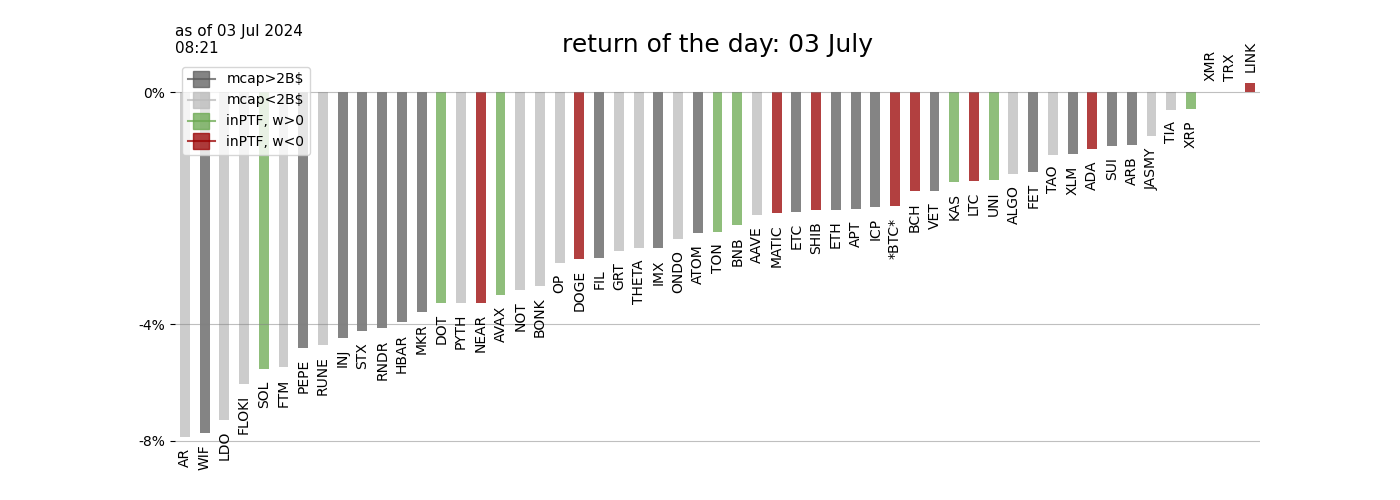 as of 03 Jul 2024
08:21
return of the day: 03 July
mcap>2B$
mcap<2B$
inPTF, w>0
inPTF, w<0
0%
-4%
-8%
AR
WIF
LDO
FLOKI
SOL
FTM
PEPE
RUNE
INJ
STX
RNDR
HBAR
MKR
DOT
PYTH
NEAR
AVAX
NOT
BONK
OP
DOGE
FIL
GRT
THETA
IMX
ONDO
ATOM
TON
BNB
AAVE
MATIC
ETC
SHIB
ETH
APT
ICP
*BTC*
BCH
VET
KAS
LTC
UNI
ALGO
FET
TAO
XLM
ADA
SUI
ARB
JASMY
TIA
XRP
XMR
TRX
LINK